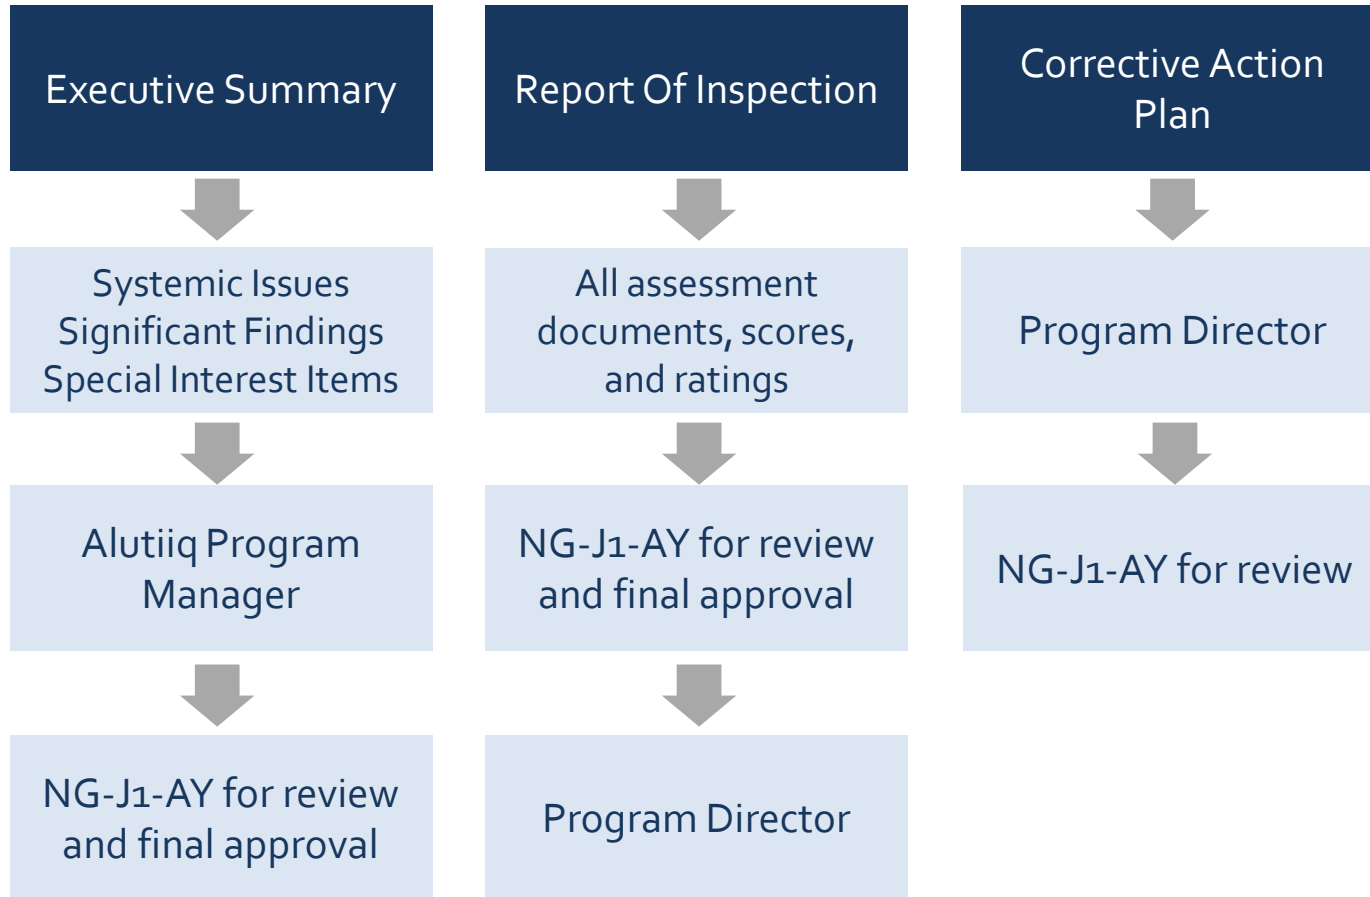 Executive Summary
Systemic Issues
Significant Findings
Special Interest Items
Alutiiq Program
Manager
NG-J1-AY for review
and final approval
Report Of Inspection
All assessment
documents, scores,
and ratings
NG-J1-AY for review
and final approval
Program Director
Corrective Action
Plan
Program Director
NG-J1-AY for review